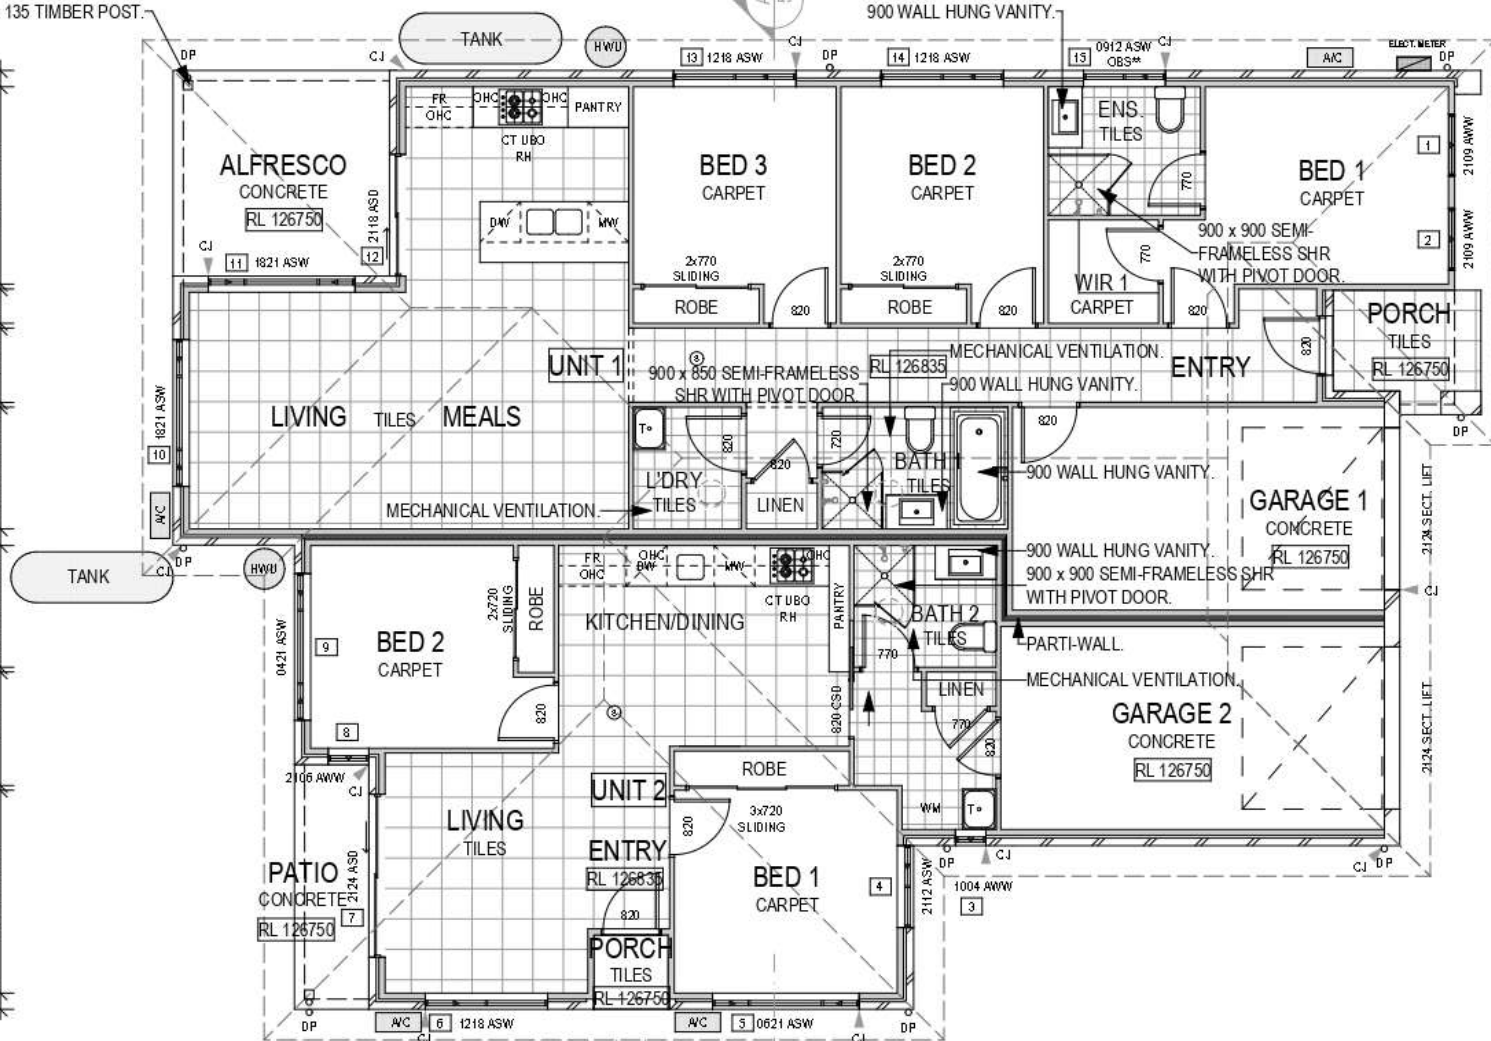 135 TIMBER POST.
TANK
HWU
900 WALL HUNG VANITY.
DP
CJ
13 1218 ASW
CJ
DP
14 1218 ASW
15 0912 ASW
OBS**
CJ
A/C
ELECT. METER
DP
FR
OHC
OHC
OHC
PANTRY
CT UBO
RH
ALFRESCO
CONCRETE
RL 126750
2118 ASD
12
CJ
11 1821 ASW
DW
MW
BED 3
CARPET
2x770
SLIDING
ROBE
820
BED 2
CARPET
2x770
SLIDING
ROBE
820
ENS.
TILES
770
WIR 1
CARPET
770
820
BED 1
CARPET
1
2109 AWW
2
2109 AWW
900 x 900 SEMI-
FRAMELESS SHR
WITH PIVOT DOOR.
PORCH
TILES
RL 126750
DP
820
ENTRY
UNIT 1
RL 126835
MECHANICAL VENTILATION.
900 x 850 SEMI-FRAMELESS
SHR WITH PIVOT DOOR.
900 WALL HUNG VANITY.
1821 ASW
10
A/C
LIVING
TILES
MEALS
820
L'DRY
TILES
820
LINEN
720
BATH 1
TILES
820
900 WALL HUNG VANITY.
MECHANICAL VENTILATION.
GARAGE 1
CONCRETE
RL 126750
2124 SECT. LIFT
CJ
TANK
CJ
DP
HWU
900 WALL HUNG VANITY.
900 x 900 SEMI-FRAMELESS SHR
WITH PIVOT DOOR.
PARTI-WALL.
MECHANICAL VENTILATION.
0421 ASW
9
BED 2
CARPET
2x720
SLIDING
ROBE
820
FR
OHC
OHC
DW
MW
OHC
CT UBO
RH
PANTRY
KITCHEN/DINING
BATH 2
TILES
770
LINEN
770
820
820 CSD
GARAGE 2
CONCRETE
RL 126750
2124 SECT. LIFT
8
2106 AWW
CJ
UNIT 2
ROBE
3x720
SLIDING
820
WM
LIVING
TILES
ENTRY
RL 126835
820
BED 1
CARPET
4
2112 ASW
DP
CJ
1004 AWW
3
CJ
DP
PATIO
CONCRETE
RL 126750
2124 ASD
7
PORCH
TILES
RL 126750
DP
A/C
6 1218 ASW
CJ
A/C
5 0621 ASW
CJ
DP